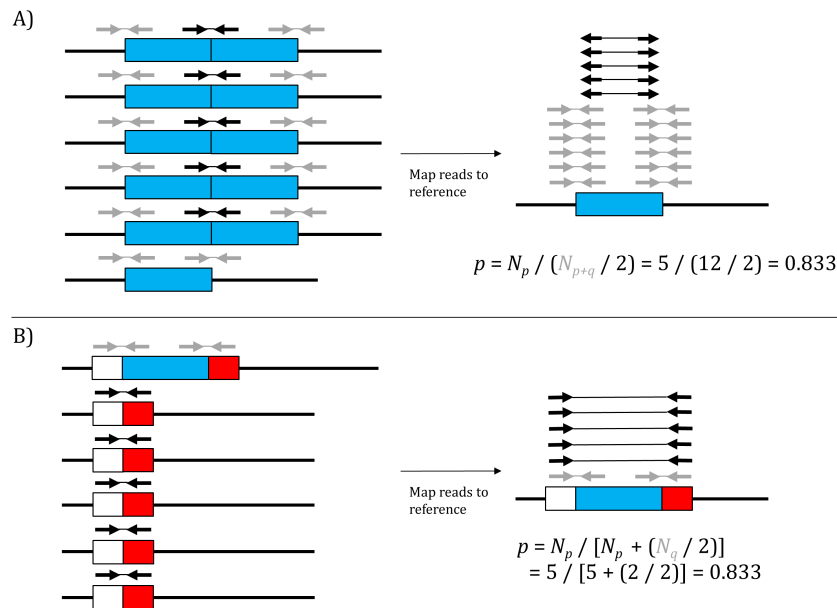 A)
Map reads to
reference
p = Nₚ / (Nₚ₊q / 2) = 5 / (12 / 2) = 0.833
B)
Map reads to
reference
p = Nₚ / [Nₚ + (Nq / 2)]
= 5 / [5 + (2 / 2)] = 0.833